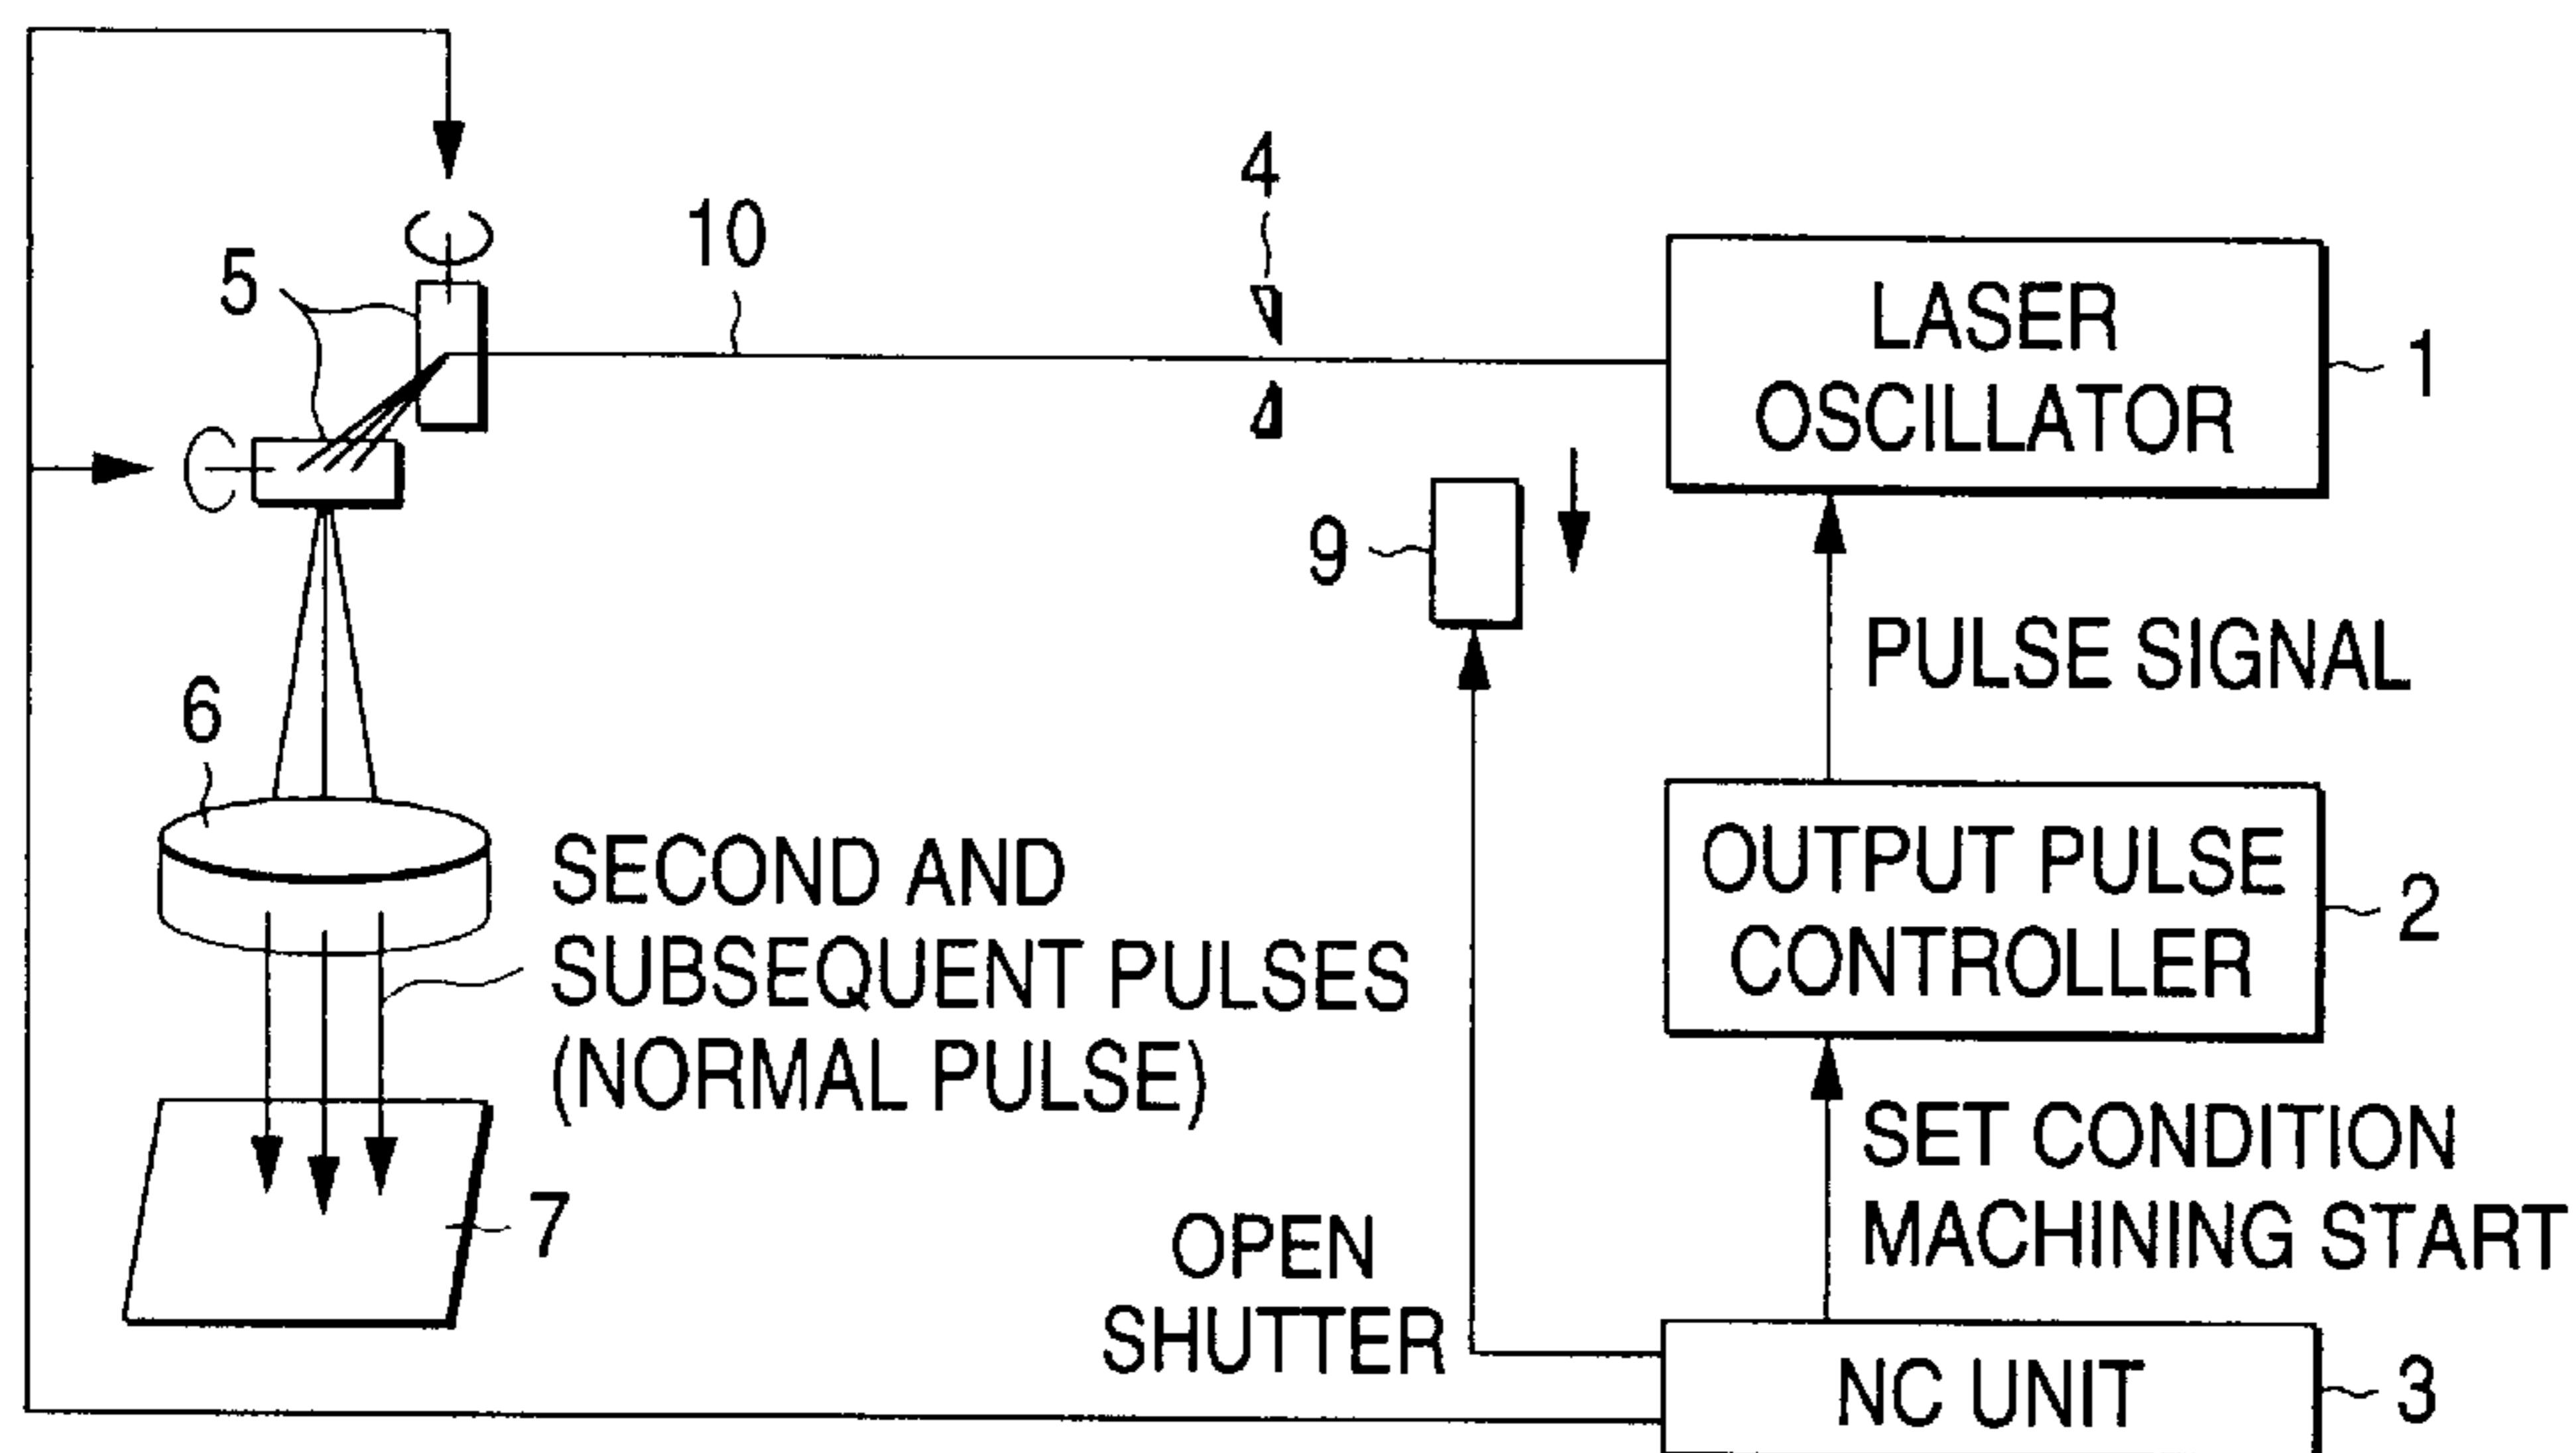 4
10
5
LASER
OSCILLATOR
1
9
PULSE SIGNAL
6
SECOND AND
SUBSEQUENT PULSES
(NORMAL PULSE)
OUTPUT PULSE
CONTROLLER
2
7
SET CONDITION
MACHINING START
OPEN
SHUTTER
NC UNIT
3